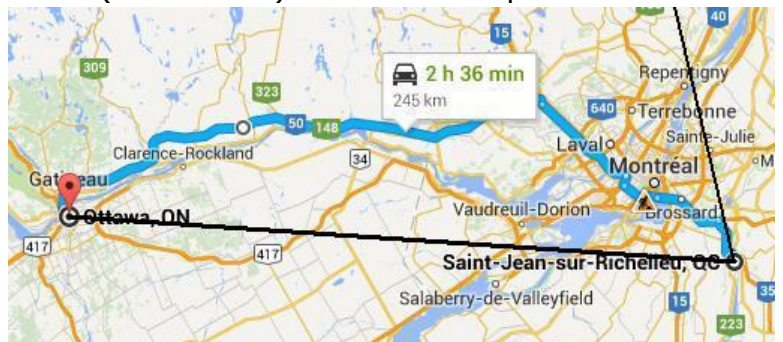 40
309
15
2 h 36 min
245 km
Repentigny
323
640
Terrebonne
50
148
Sainte-Julie
Laval
Clarence-Rockland
34
Montréal
Ottawa, ON
Vaudreuil-Dorion
Brossard
417
417
Saint-Jean-sur-Richelieu, QC
Salaberry-de-Valleyfield
15
35
223